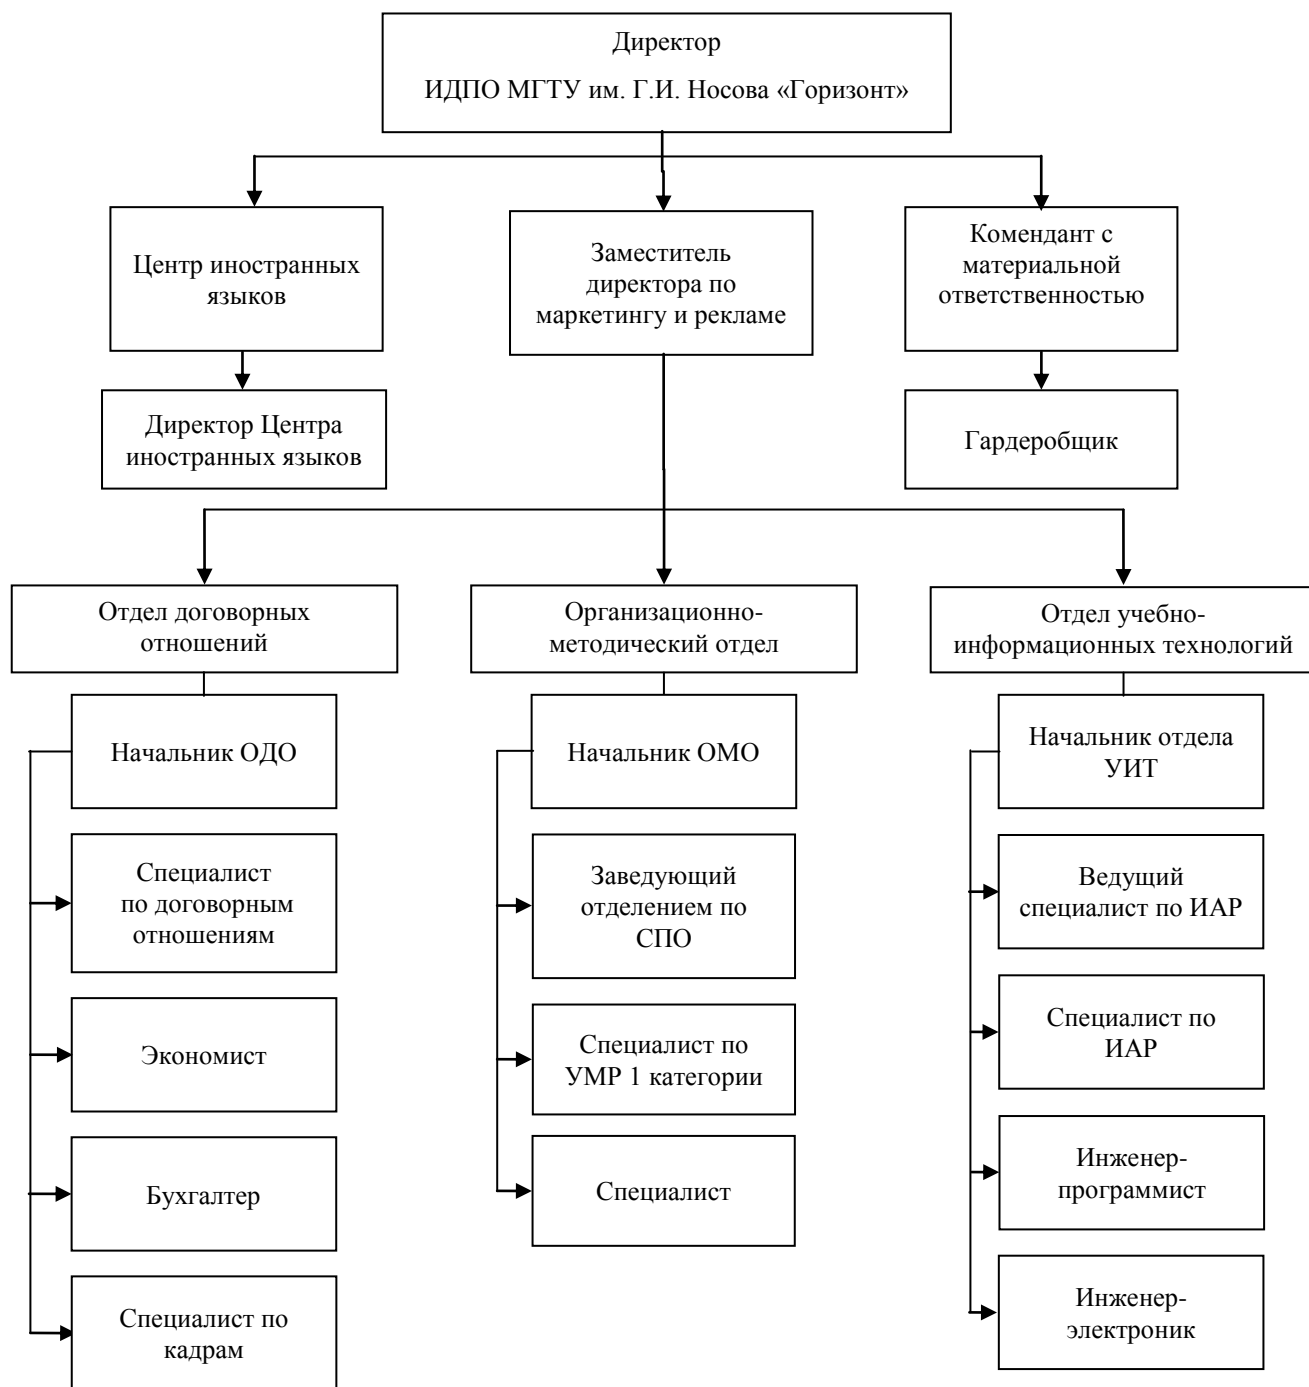 Директор
ИДПО МГТУ им. Г.И. Носова «Горизонт»
Центр иностранных
языков
Заместитель
директора по
маркетингу и рекламе
Комендант с
материальной
ответственностью
Директор Центра
иностранных языков
Гардеробщик
Отдел договорных
отношений
Организационно-
методический отдел
Отдел учебно-
информационных технологий
Начальник ОДО
Начальник ОМО
Начальник отдела
УИТ
Специалист
по договорным
отношениям
Заведующий
отделением по
СПО
Ведущий
специалист по ИАР
Экономист
Специалист по
УМР 1 категории
Специалист по
ИАР
Бухгалтер
Специалист
Инженер-
программист
Специалист по
кадрам
Инженер-
электроник